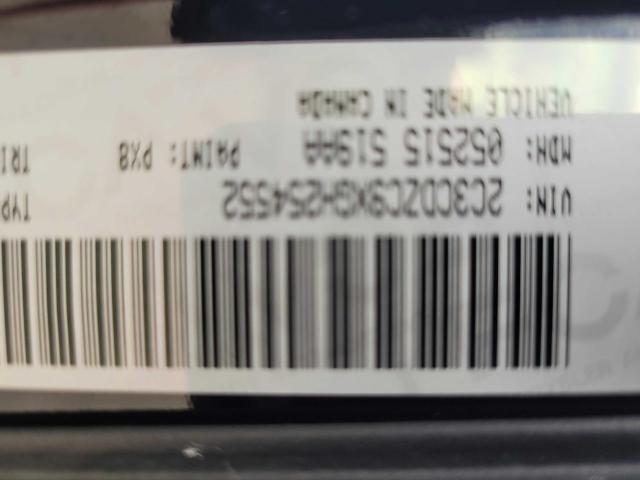 VIN: 2C3CDZC9XGH254552 TYP
MDH: 052515 519AA PAINT: PX8 TRI
VEHICLE MADE IN CANADA